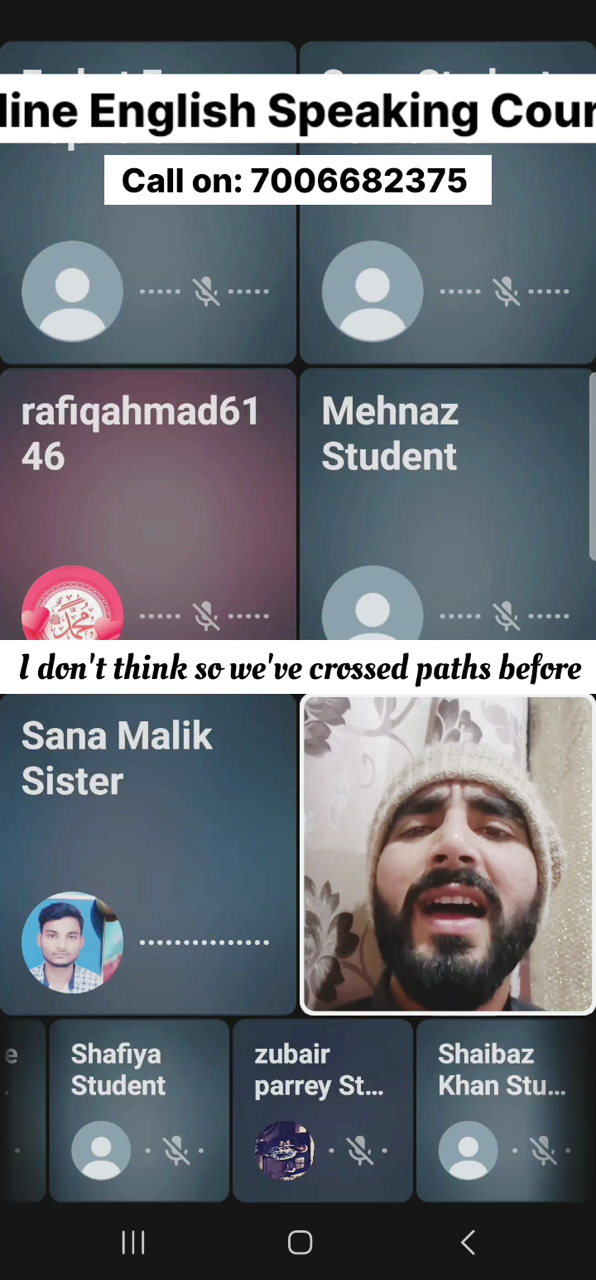 line English Speaking Cour
Call on: 7006682375
rafiqahmad61
46
Mehnaz
Student
I don't think so we've crossed paths before
Sana Malik
Sister
e
Shafiya
Student
zubair
parrey St...
Shaibaz
Khan Stu...